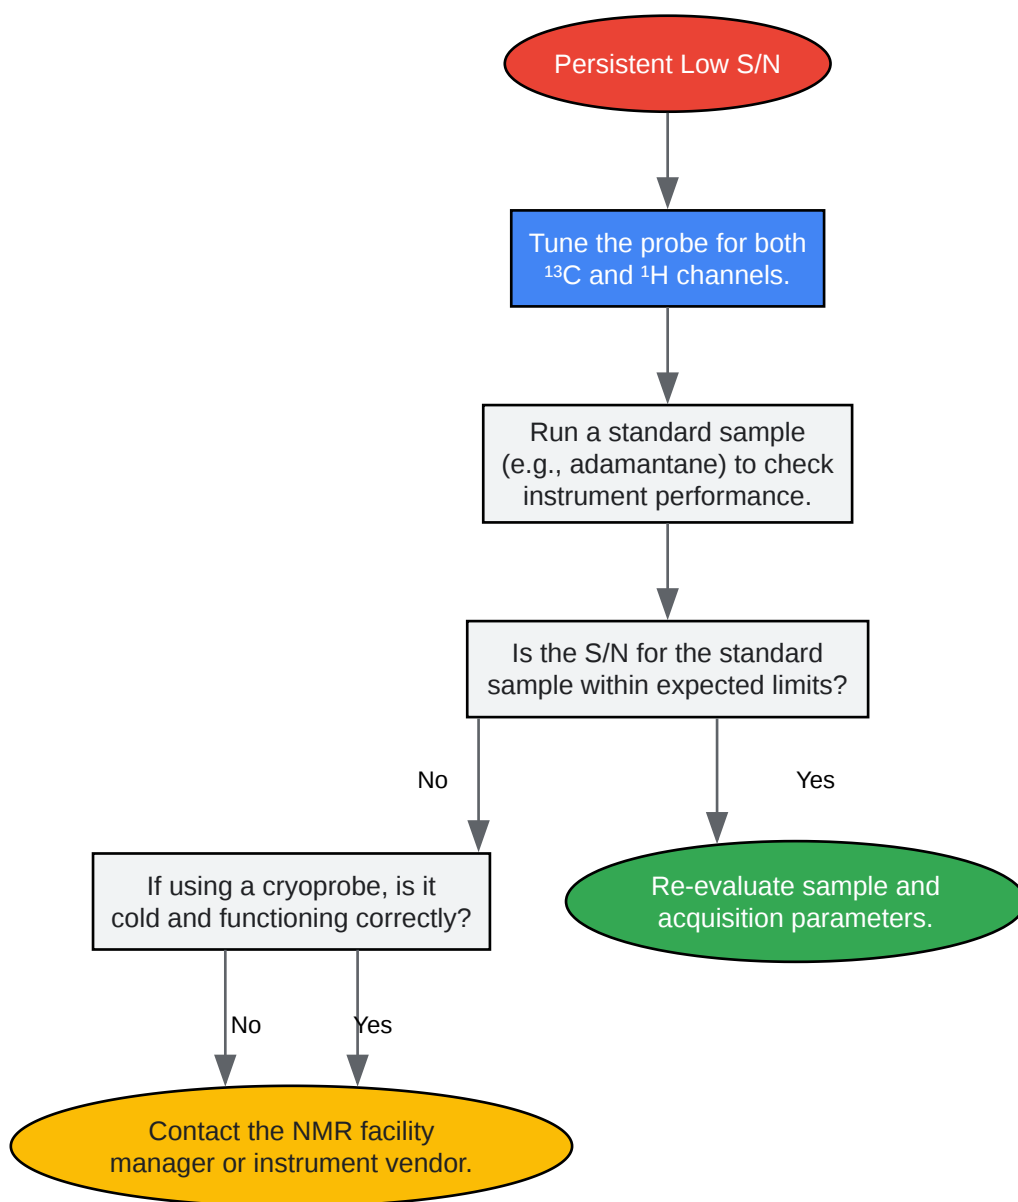 Persistent Low S/N
Tune the probe for both
¹³C and ¹H channels.
Run a standard sample
(e.g., adamantane) to check
instrument performance.
Is the S/N for the standard
sample within expected limits?
No
Yes
If using a cryoprobe, is it
cold and functioning correctly?
Re-evaluate sample and
acquisition parameters.
No
Yes
Contact the NMR facility
manager or instrument vendor.